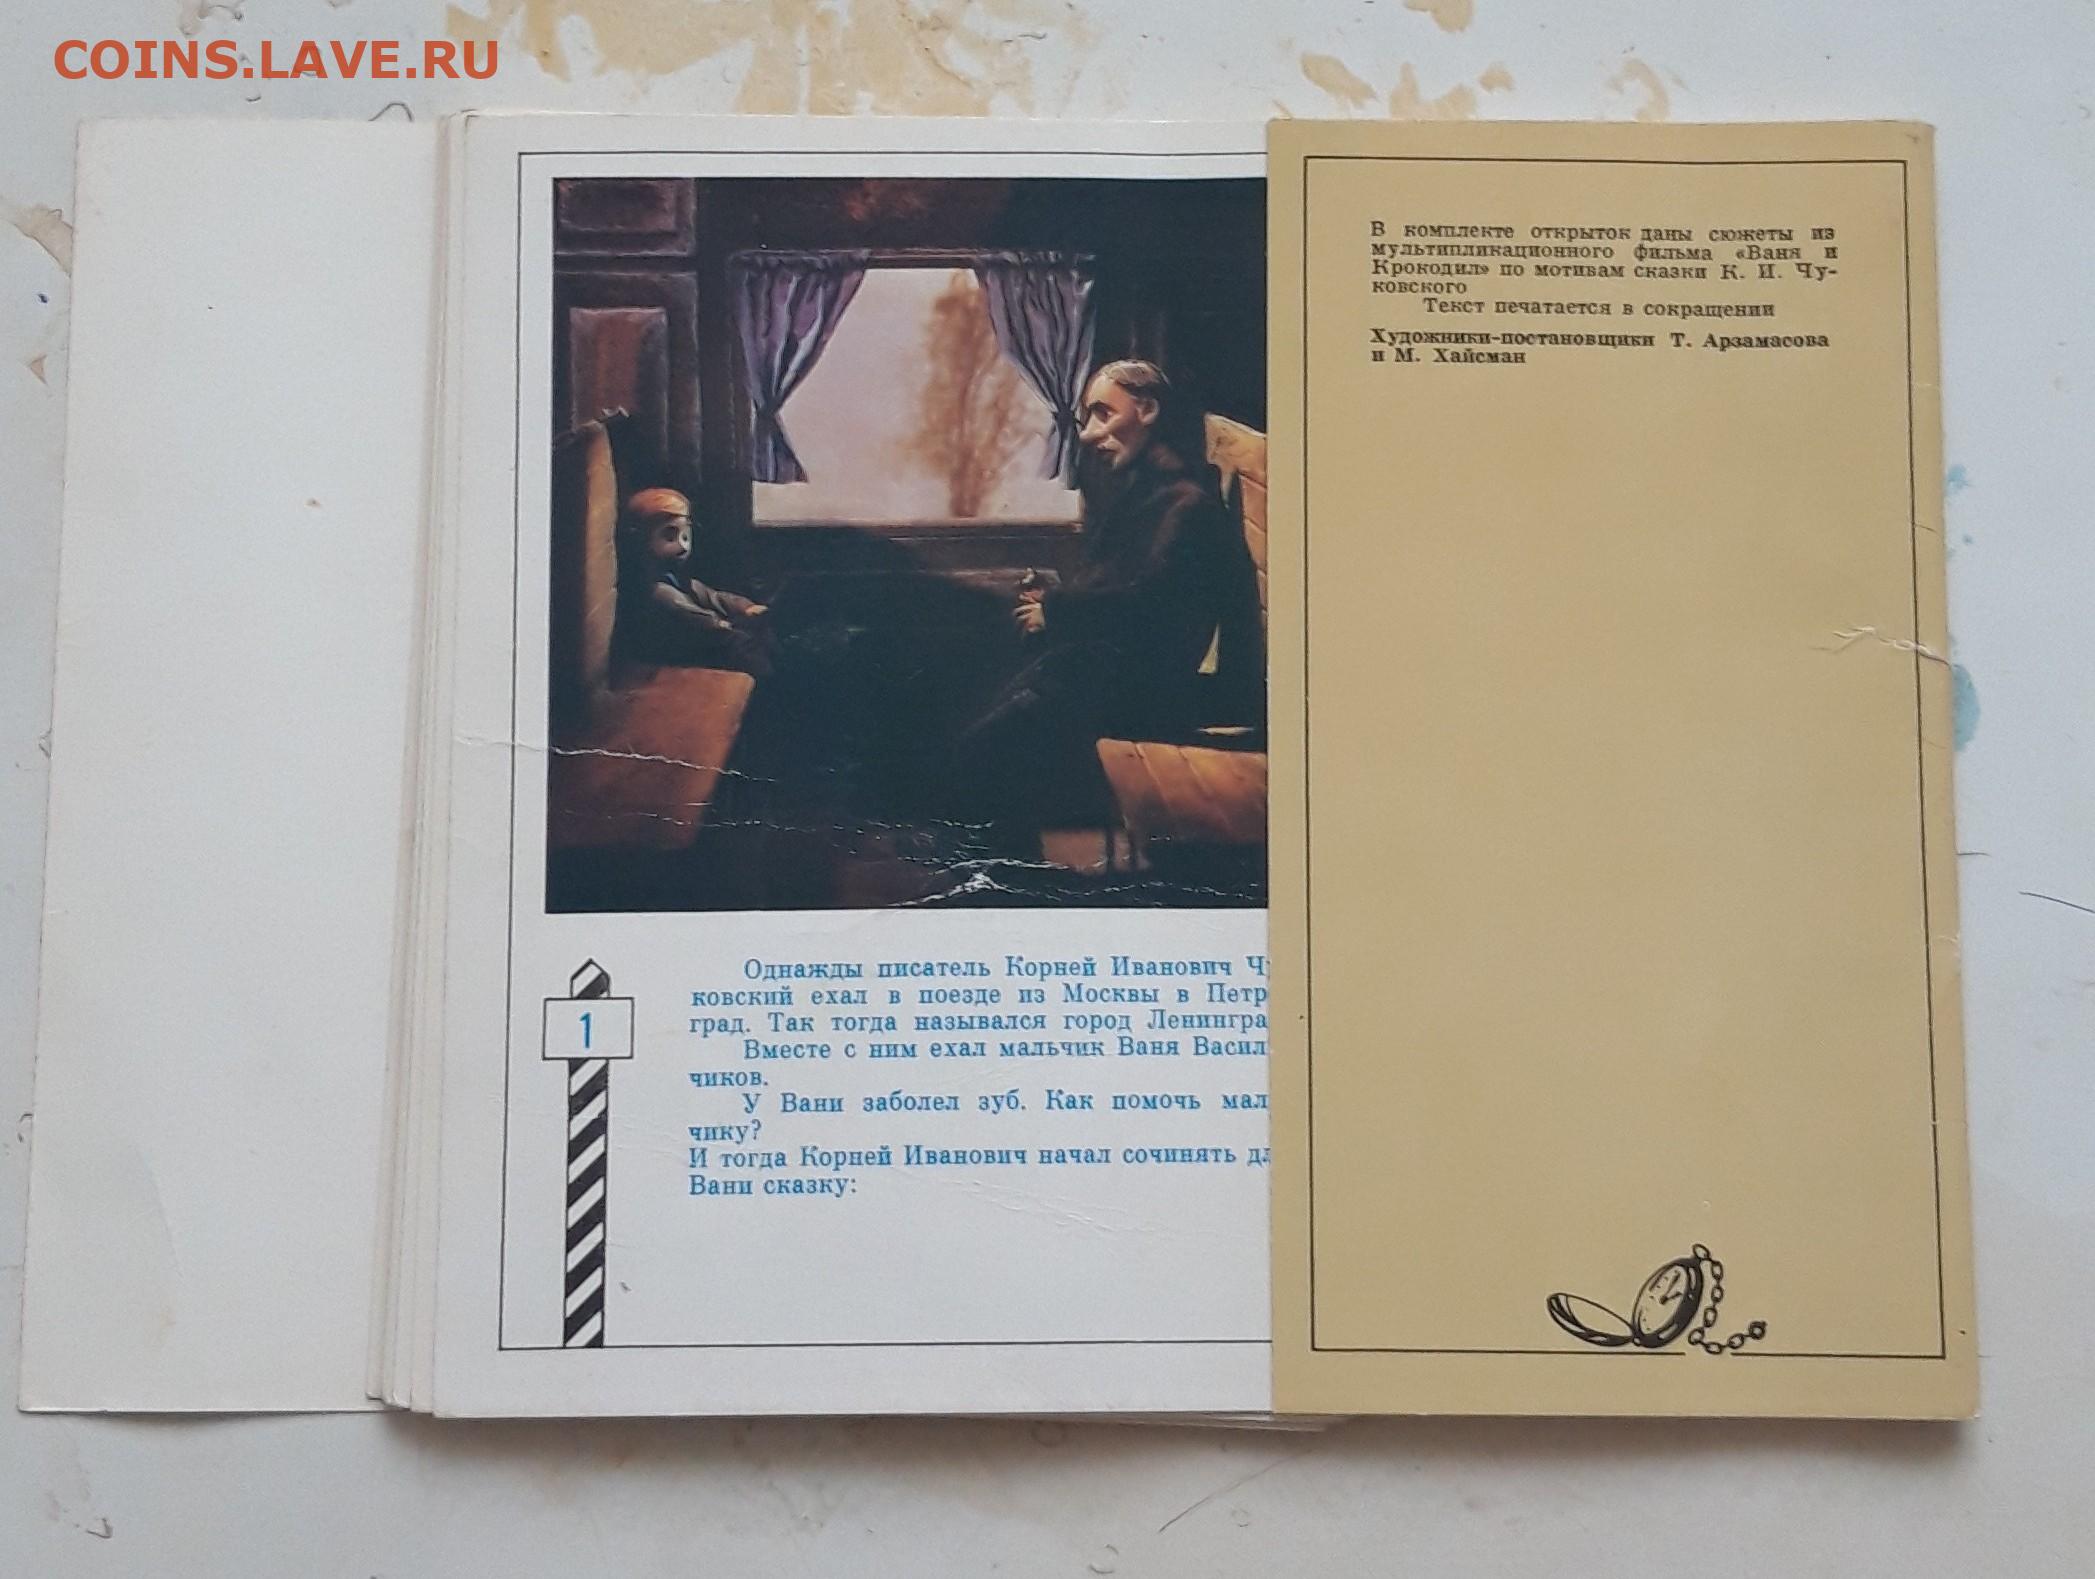 COINS.LAVE.RU
В комплекте открыток даны сюжеты из
мультипликационного фильма «Ваня и
Крокодил» по мотивам сказки К. И. Чу-
ковского
Текст печатается в сокращении
Художники-постановщики Т. Арзамасова
и М. Хайсман
1
Однажды писатель Корней Иванович Ч
ковский ехал в поезде из Москвы в Петр
град. Так тогда назывался город Ленингра
Вместе с ним ехал мальчик Ваня Васил
чиков.
У Вани заболел зуб. Как помочь мал
чику?
И тогда Корней Иванович начал сочинять д
Вани сказку: